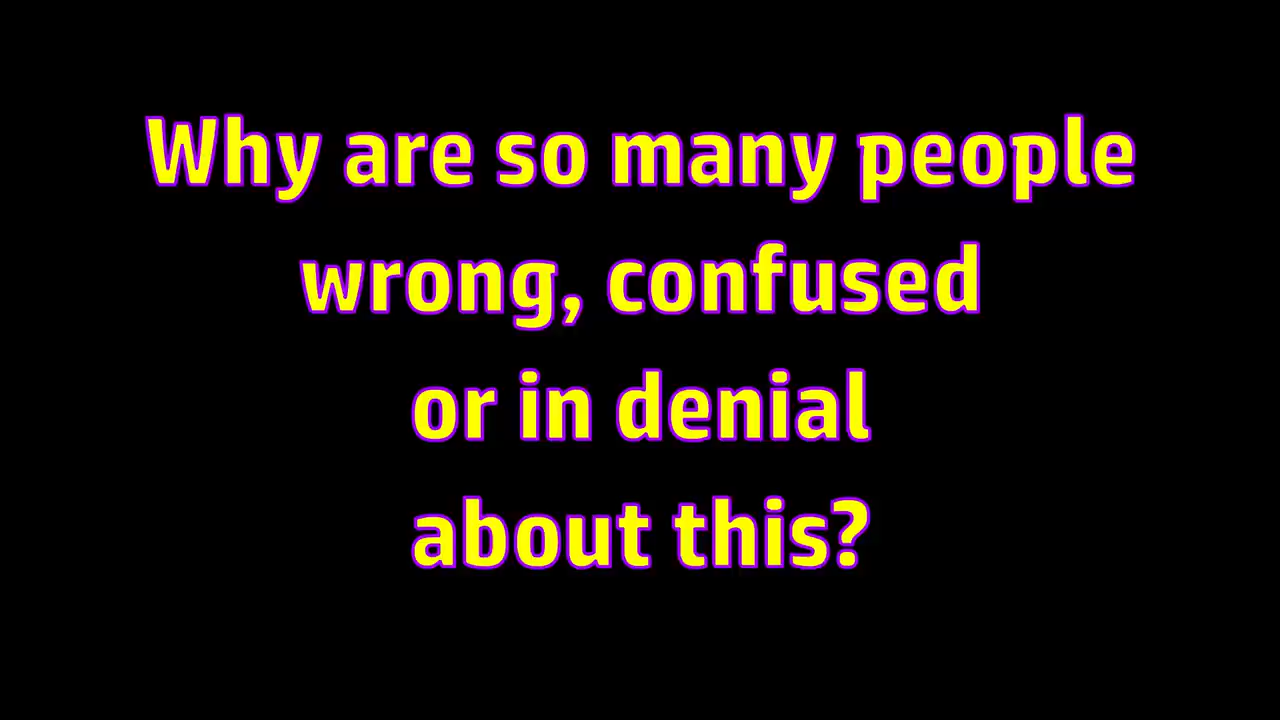 Why are so many people
wrong, confused
or in denial
about this?